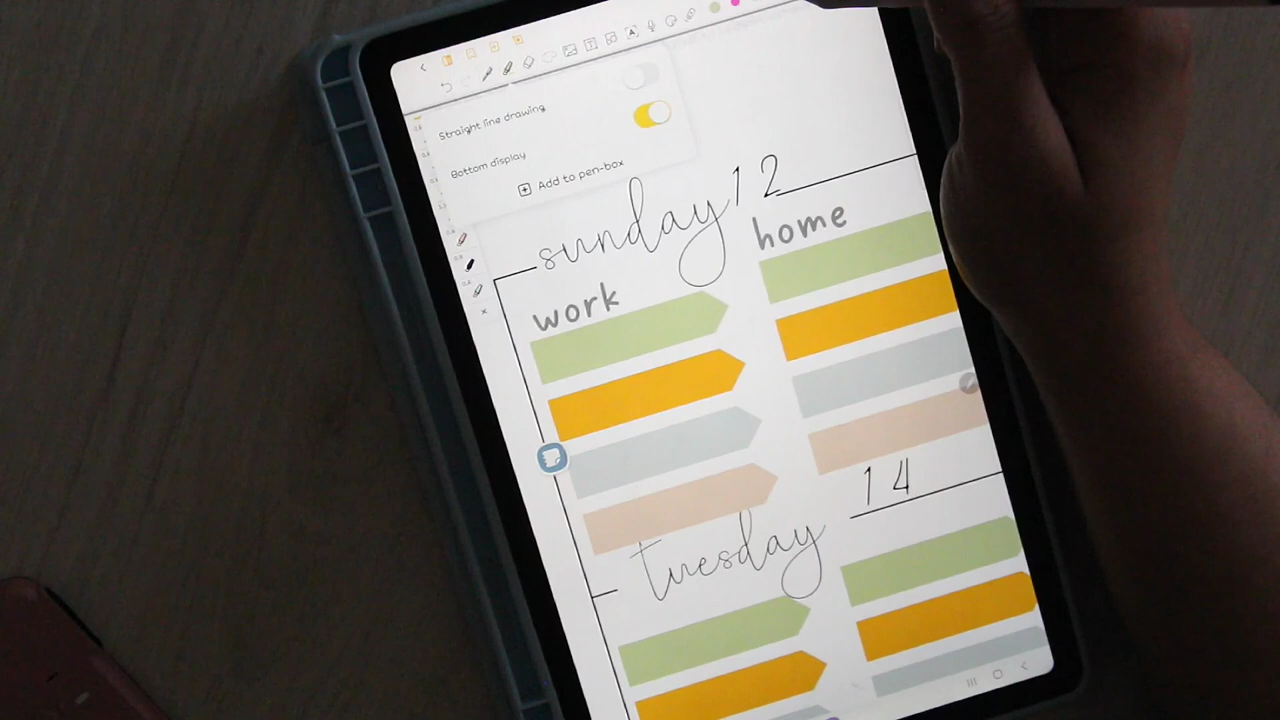 Straight line drawing
Bottom display
Add to pen-box
sunday 12
work
home
tuesday 14